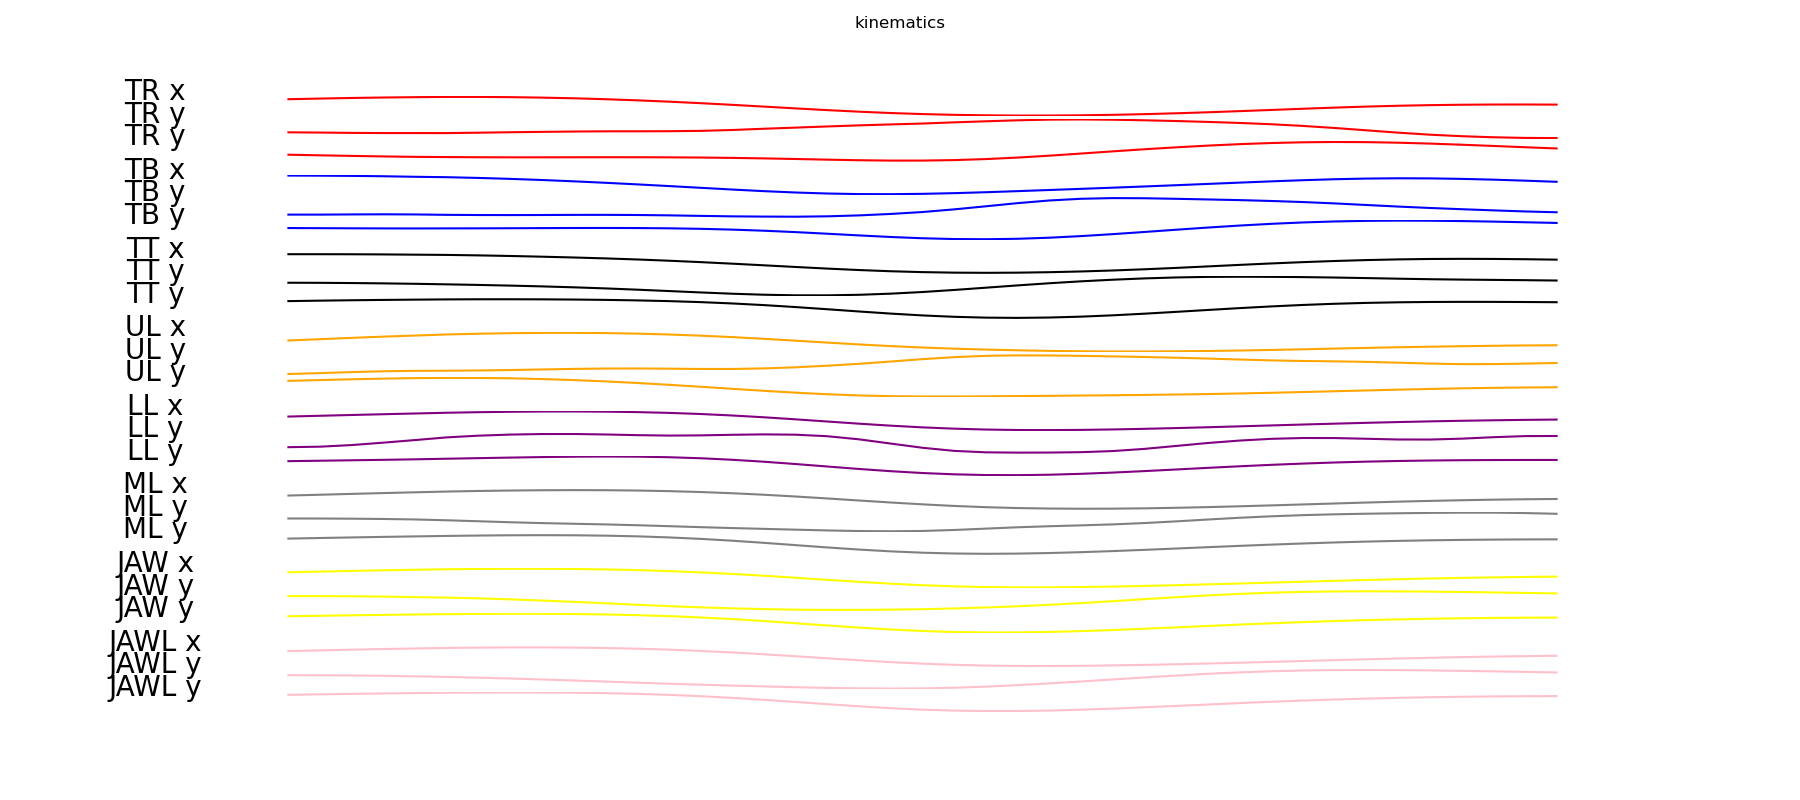 kinematics
TR x
TR y
TR y
TB x
TB y
TB y
TT x
TT y
TT y
UL x
UL y
UL y
LL x
LL y
LL y
ML x
ML y
ML y
JAW x
JAW y
JAW y
JAWL x
JAWL y
JAWL y